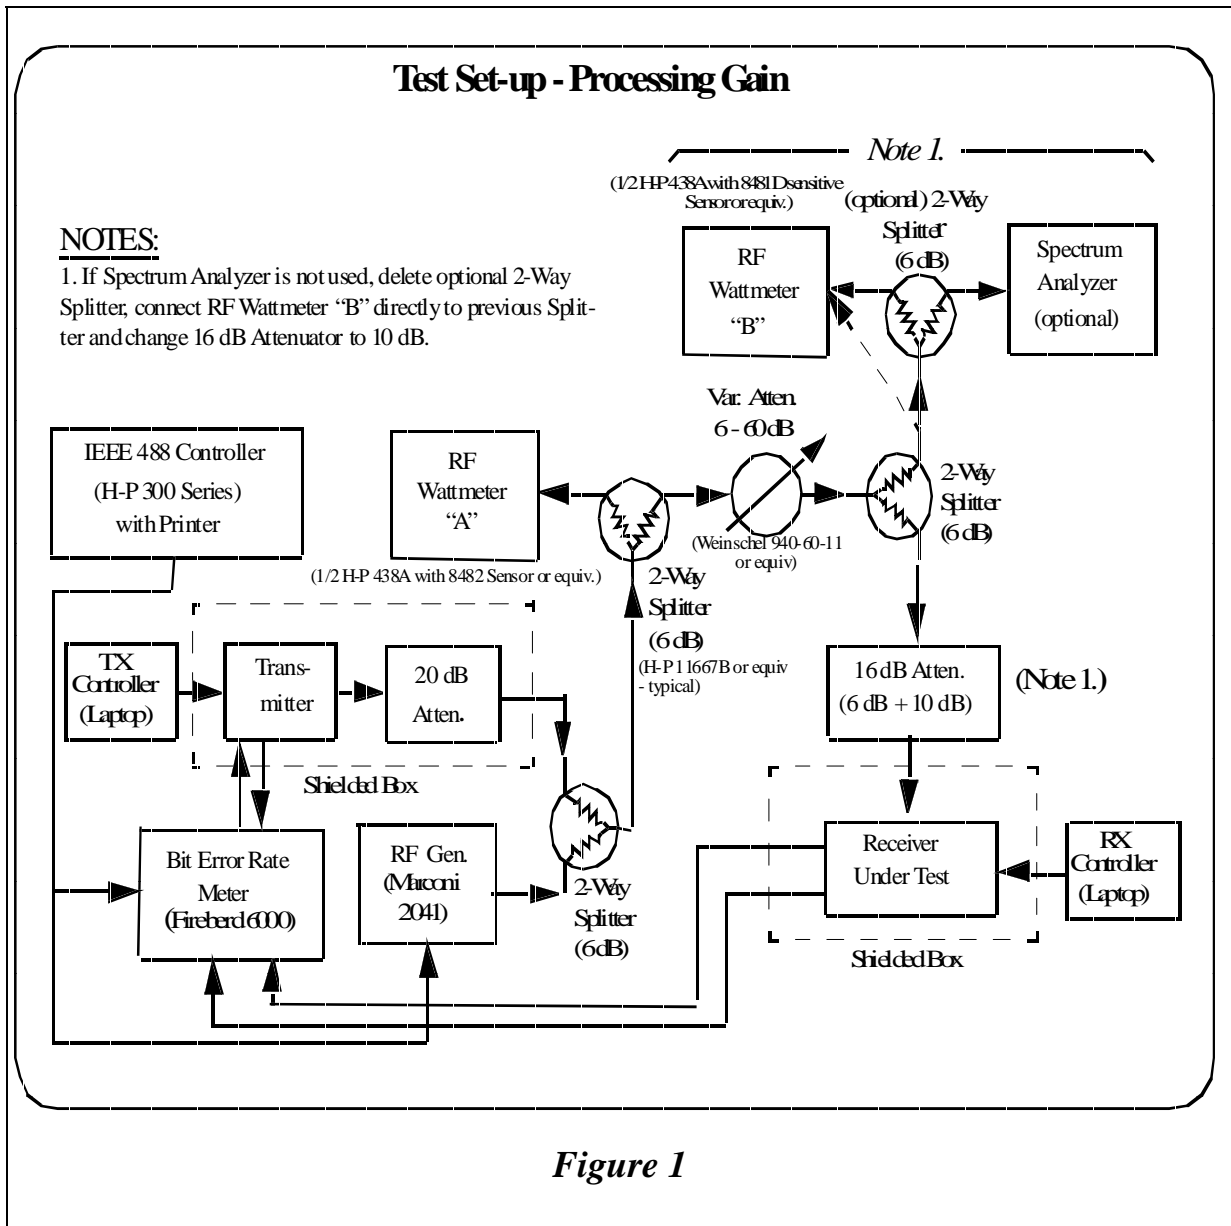 Test Set-up - Processing Gain
Note 1.
(1/2 H-P 438A with 8481D sensitive
Sensor or equiv.)
(optional) 2-Way
Splitter
(6 dB)
NOTES:
1. If Spectrum Analyzer is not used, delete optional 2-Way
Splitter, connect RF Wattmeter “B” directly to previous Split-
ter and change 16 dB Attenuator to 10 dB.
RF
Wattmeter
“B”
Spectrum
Analyzer
(optional)
Var. Atten.
6 - 60 dB
IEEE 488 Controller
(H-P 300 Series)
with Printer
RF
Wattmeter
“A”
2-Way
Splitter
(6 dB)
(Weinschel 940-60-11
or equiv)
(1/2 H-P 438A with 8482 Sensor or equiv.)
2-Way
Splitter
(6 dB)
(H-P 11667B or equiv
- typical)
TX
Controller
(Laptop)
Trans-
mitter
20 dB
Atten.
16 dB Atten.
(6 dB + 10 dB)
(Note 1.)
Shielded Box
Bit Error Rate
Meter
(Fireberd 6000)
RF Gen.
(Marconi
2041)
2-Way
Splitter
(6 dB)
Receiver
Under Test
RX
Controller
(Laptop)
Shielded Box
Figure 1